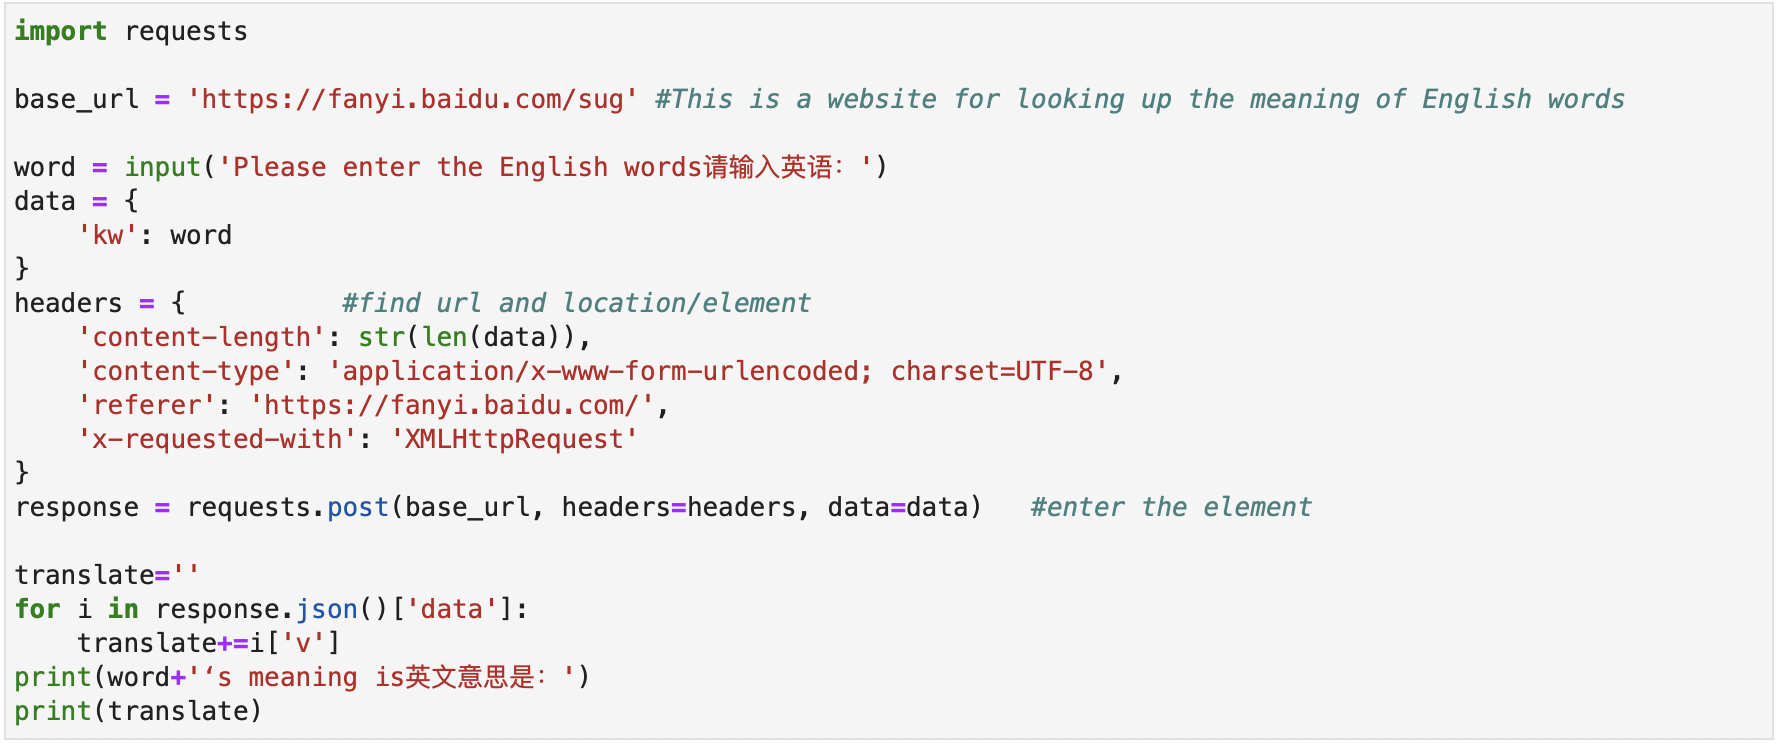 import requests
base_url = 'https://fanyi.baidu.com/sug' #This is a website for looking up the meaning of English words
word = input('Please enter the English words请输入英语：')
data = {
    'kw': word
}
headers = {          #find url and location/element
    'content-length': str(len(data)),
    'content-type': 'application/x-www-form-urlencoded; charset=UTF-8',
    'referer': 'https://fanyi.baidu.com/',
    'x-requested-with': 'XMLHttpRequest'
}
response = requests.post(base_url, headers=headers, data=data)   #enter the element
translate=''
for i in response.json()['data']:
    translate+=i['v']
print(word+'‘s meaning is英文意思是：')
print(translate)